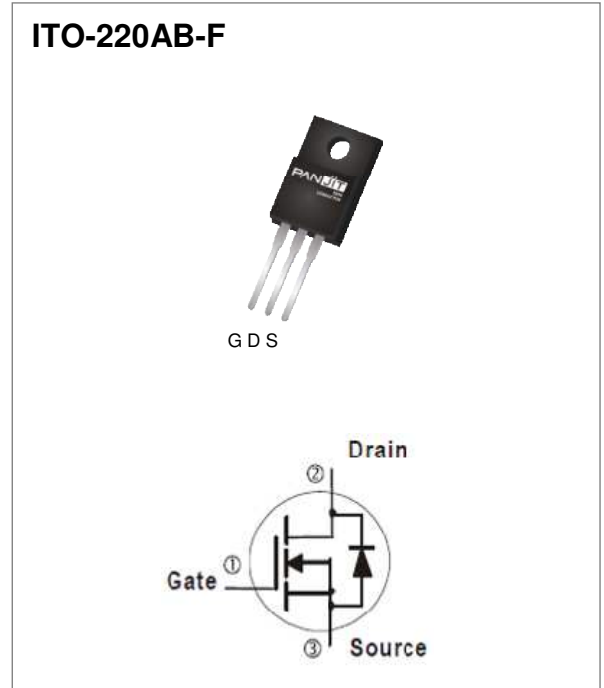 ITO-220AB-F
PANJIT
G D S
Drain
②
①
Gate
③
Source